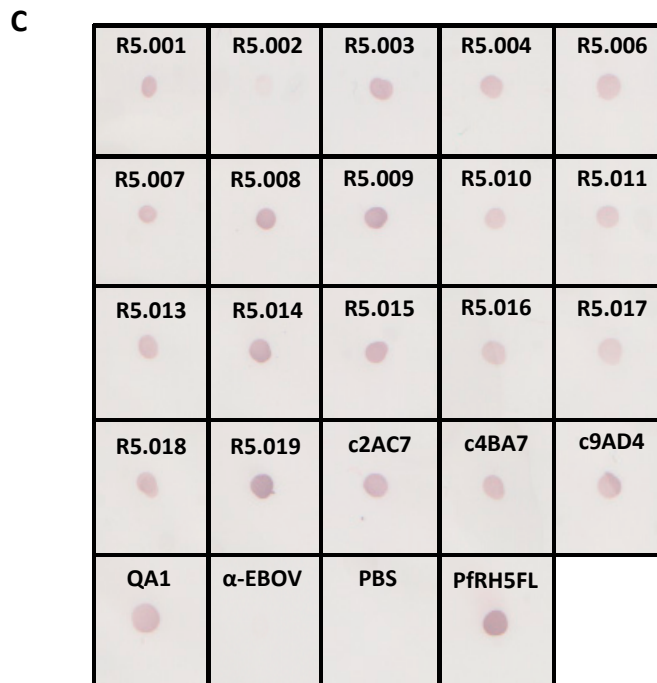 C
R5.001 R5.002 R5.003 R5.004 R5.006
R5.007 R5.008 R5.009 R5.010 R5.011
R5.013 R5.014 R5.015 R5.016 R5.017
R5.018 R5.019 c2AC7 c4BA7 c9AD4
QA1 α-EBOV PBS PfRH5FL